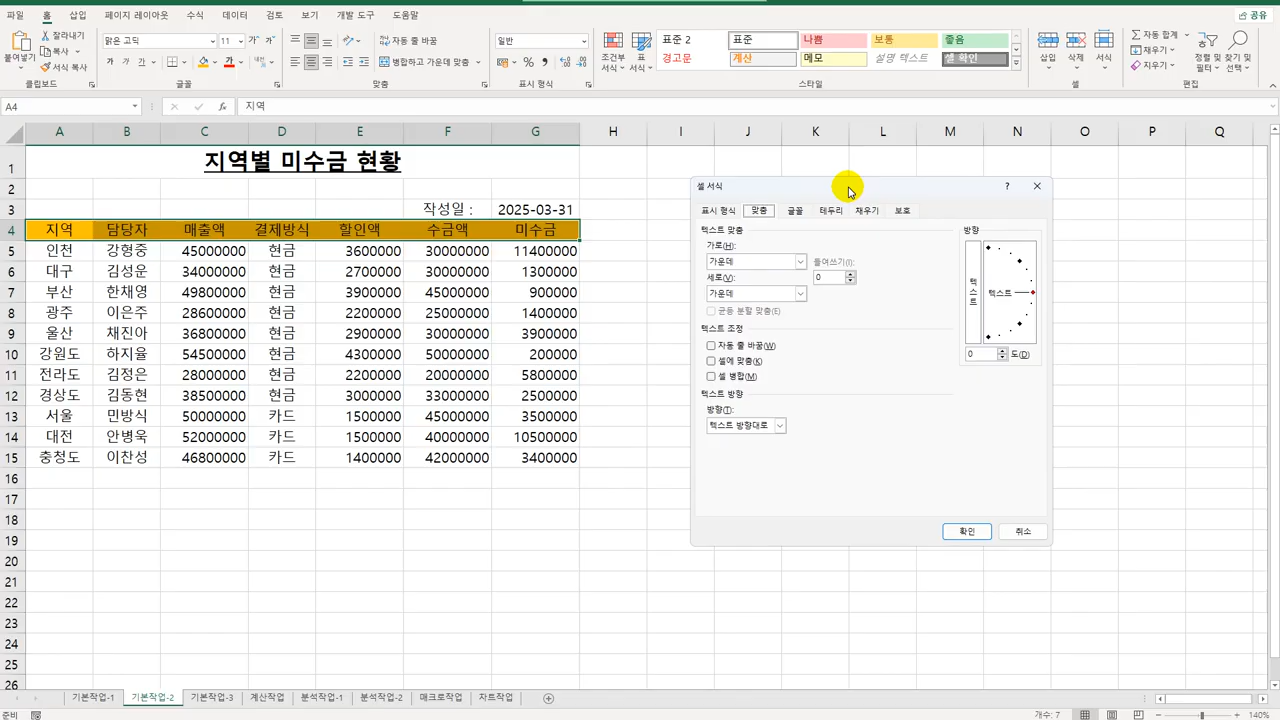 파일 홈 삽입 페이지 레이아웃 수식 데이터 검토 보기 개발 도구 도움말 공유
붙여넣기 잘라내기 복사 서식 복사
맑은 고딕 11 가 가
가 가 가 가
자동 줄 바꿈
병합하고 가운데 맞춤
일반
조건부 서식 표 서식
표준 2 표준 나쁨 보통 좋음
경고문 계산 메모 설명 텍스트 셀 확인
삽입 삭제 서식
자동 합계 채우기 지우기
정렬 및 필터 찾기 및 선택
클립보드 글꼴 맞춤 표시 형식 스타일 셀 편집
A4 fx 지역
A B C D E F G H I J K L M N O P Q
1 지역별 미수금 현황
2
3 작성일 : 2025-03-31
4 지역 담당자 매출액 결제방식 할인액 수금액 미수금
5 인천 강형중 45000000 현금 3600000 30000000 11400000
6 대구 김성운 34000000 현금 2700000 30000000 1300000
7 부산 한채영 49800000 현금 3900000 45000000 900000
8 광주 이은주 28600000 현금 2200000 25000000 1400000
9 울산 채진아 36800000 현금 2900000 30000000 3900000
10 강원도 하지율 54500000 현금 4300000 50000000 200000
11 전라도 김정은 28000000 현금 2200000 20000000 5800000
12 경상도 김동현 38500000 현금 3000000 33000000 2500000
13 서울 민방식 50000000 카드 1500000 45000000 3500000
14 대전 안병욱 52000000 카드 1500000 40000000 10500000
15 충청도 이찬성 46800000 카드 1400000 42000000 3400000
16
17
18
19
20
21
22
23
24
25
26
셀 서식 ?
표시 형식 맞춤 글꼴 테두리 채우기 보호
텍스트 맞춤
가로(H):
가운데 들여쓰기(I):
세로(V): 0
가운데
균등 분할 맞춤(E)
텍스트 조정
자동 줄 바꿈(W)
셀에 맞춤(K)
셀 병합(M)
텍스트 방향
방향(T):
텍스트 방향대로
방향
텍스트 텍스트
0 도(D)
확인 취소
기본작업-1 기본작업-2 기본작업-3 계산작업 분석작업-1 분석작업-2 매크로작업 차트작업
준비 개수: 7 140%